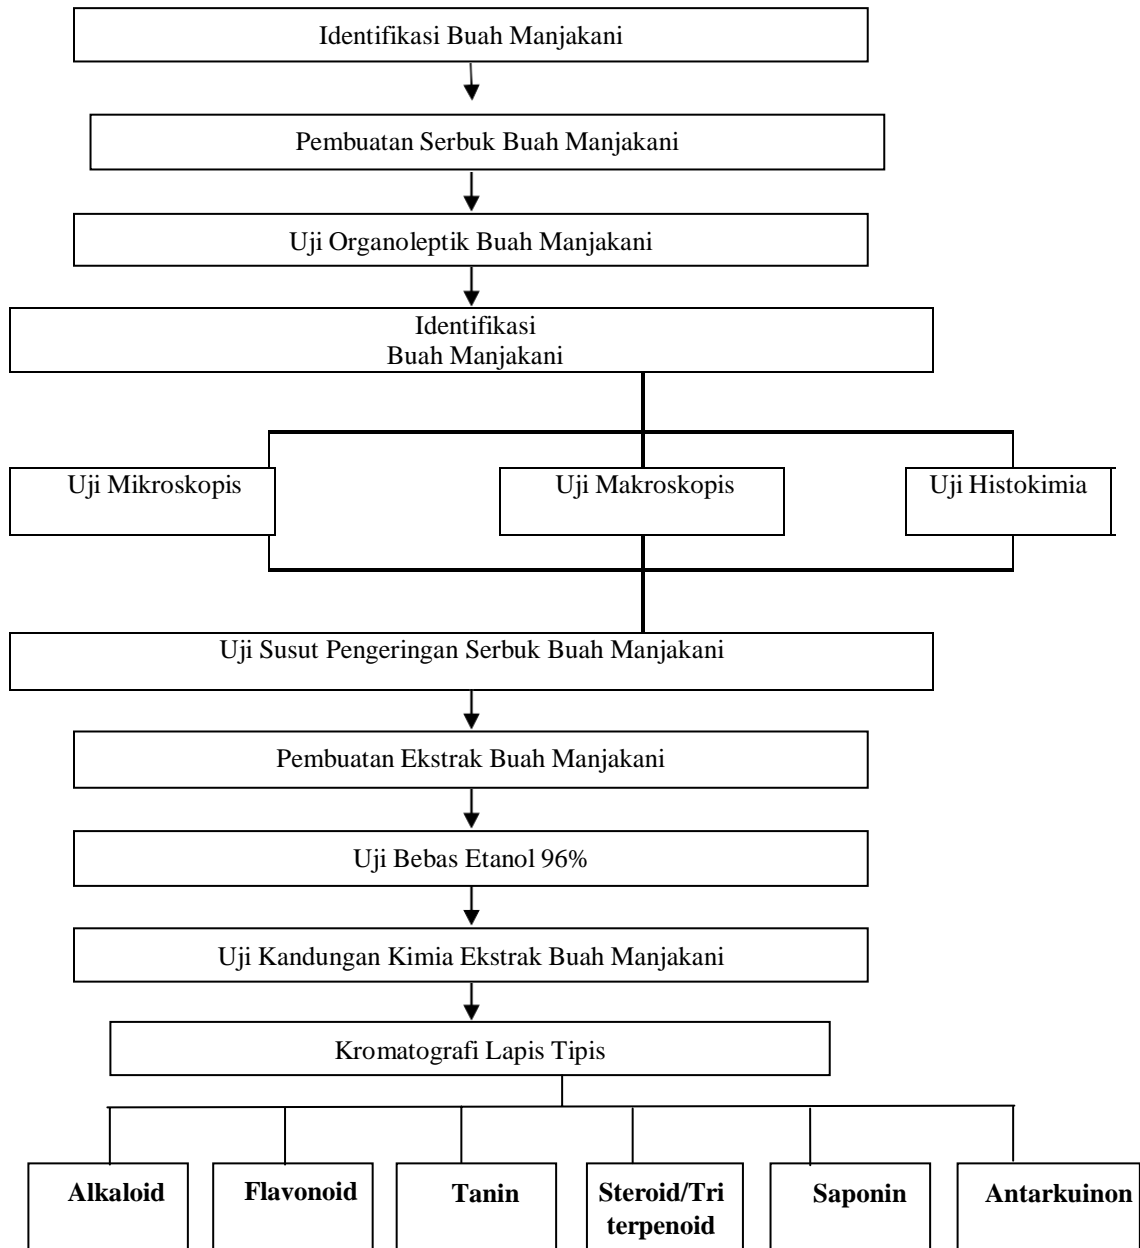 Identifikasi Buah Manjakani
Pembuatan Serbuk Buah Manjakani
Uji Organoleptik Buah Manjakani
Identifikasi
Buah Manjakani
Uji Mikroskopis
Uji Makroskopis
Uji Histokimia
Uji Susut Pengeringan Serbuk Buah Manjakani
Pembuatan Ekstrak Buah Manjakani
Uji Bebas Etanol 96%
Uji Kandungan Kimia Ekstrak Buah Manjakani
Kromatografi Lapis Tipis
Alkaloid
Flavonoid
Tanin
Steroid/Tri
terpenoid
Saponin
Antarkuinon